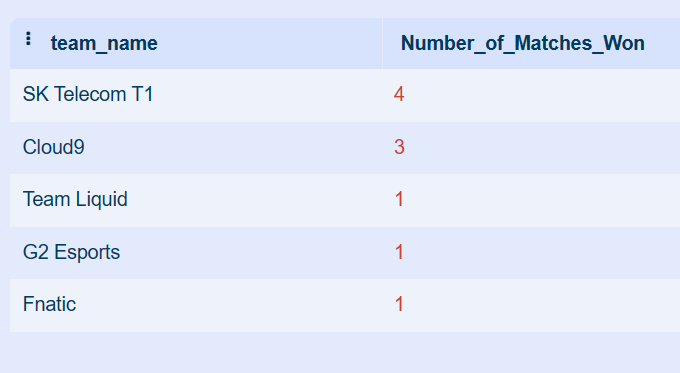 team_name Number_of_Matches_Won
SK Telecom T1 4
Cloud9 3
Team Liquid 1
G2 Esports 1
Fnatic 1